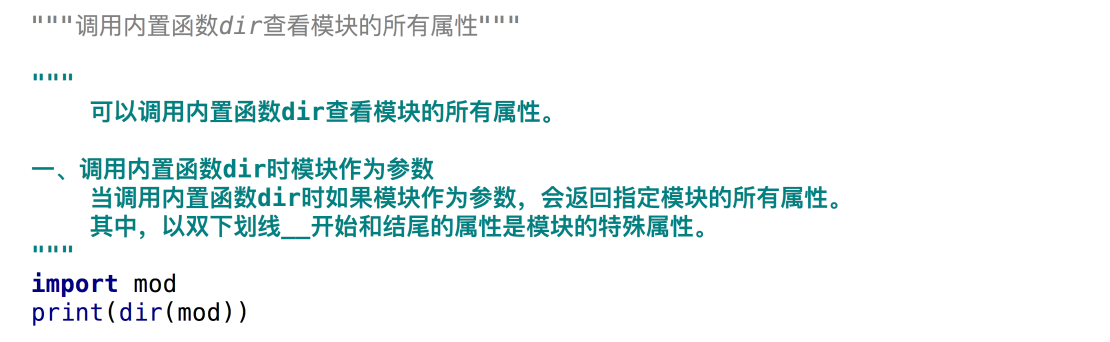 """调用内置函数dir查看模块的所有属性"""
"""
可以调用内置函数dir查看模块的所有属性。
一、调用内置函数dir时模块作为参数
当调用内置函数dir时如果模块作为参数，会返回指定模块的所有属性。
其中，以双下划线__开始和结尾的属性是模块的特殊属性。
"""
import mod
print(dir(mod))